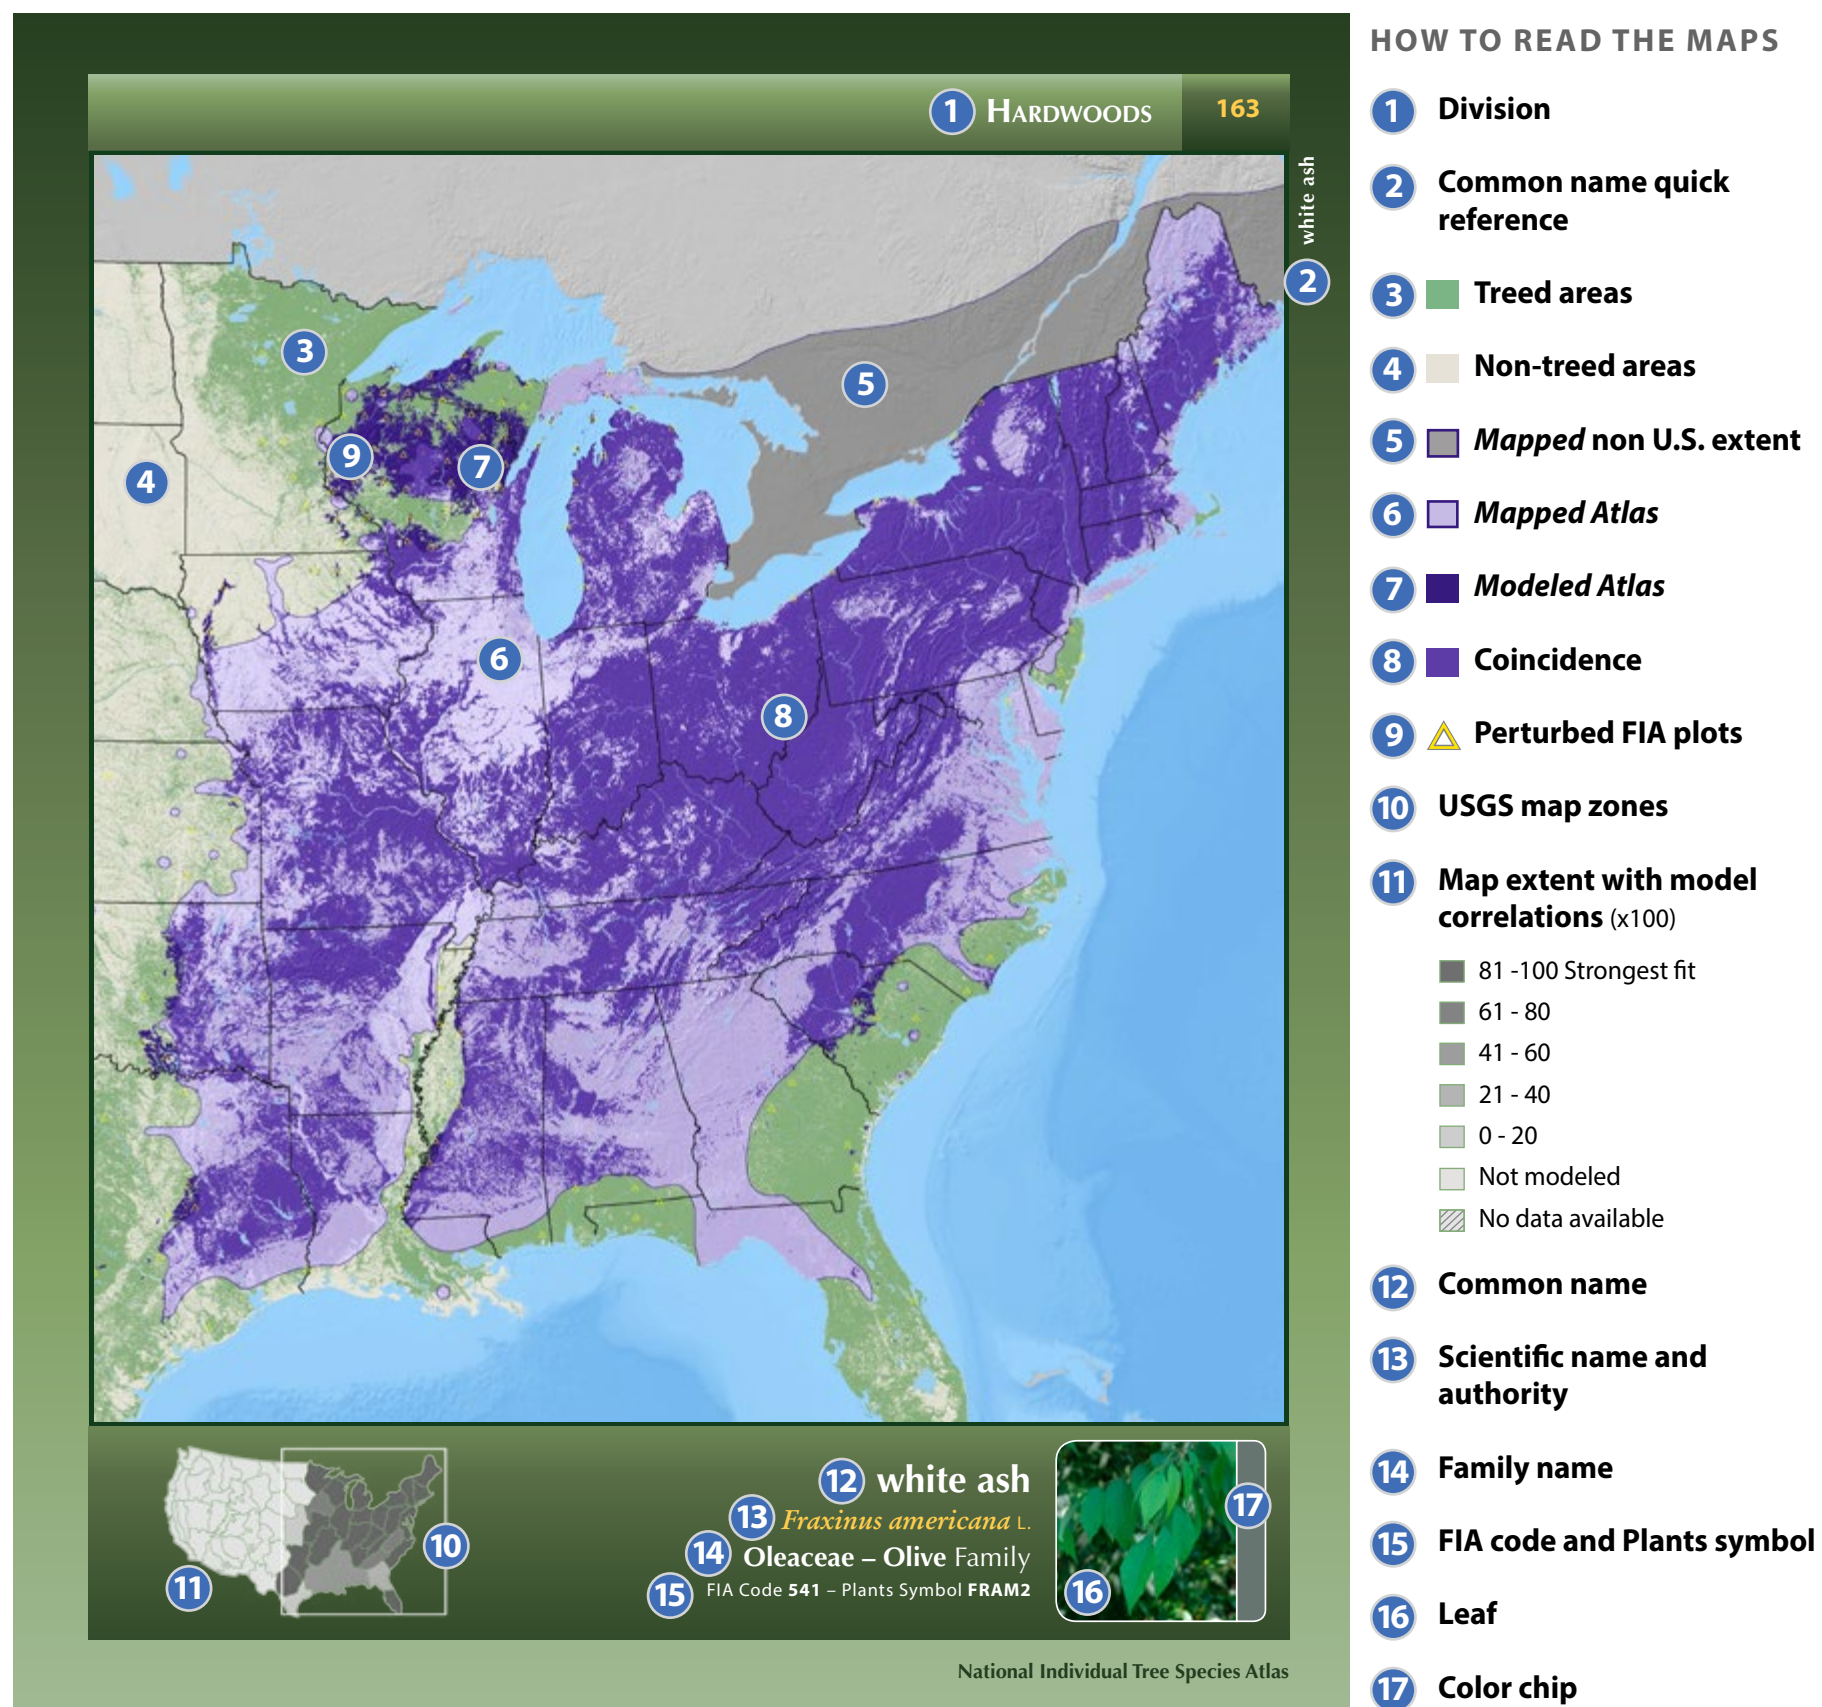 1 HARDWOODS 163
white ash
2
3
5
9
7
4
6
8
12 white ash
13 Fraxinus americana L.
14 Oleaceae – Olive Family
15 FIA Code 541 – Plants Symbol FRAM2
10
11
16
17
National Individual Tree Species Atlas
HOW TO READ THE MAPS
1 Division
2 Common name quick
reference
3 Treed areas
4 Non-treed areas
5 Mapped non U.S. extent
6 Mapped Atlas
7 Modeled Atlas
8 Coincidence
9 Perturbed FIA plots
10 USGS map zones
11 Map extent with model
correlations (x100)
81 -100 Strongest fit
61 - 80
41 - 60
21 - 40
0 - 20
Not modeled
No data available
12 Common name
13 Scientific name and
authority
14 Family name
15 FIA code and Plants symbol
16 Leaf
17 Color chip